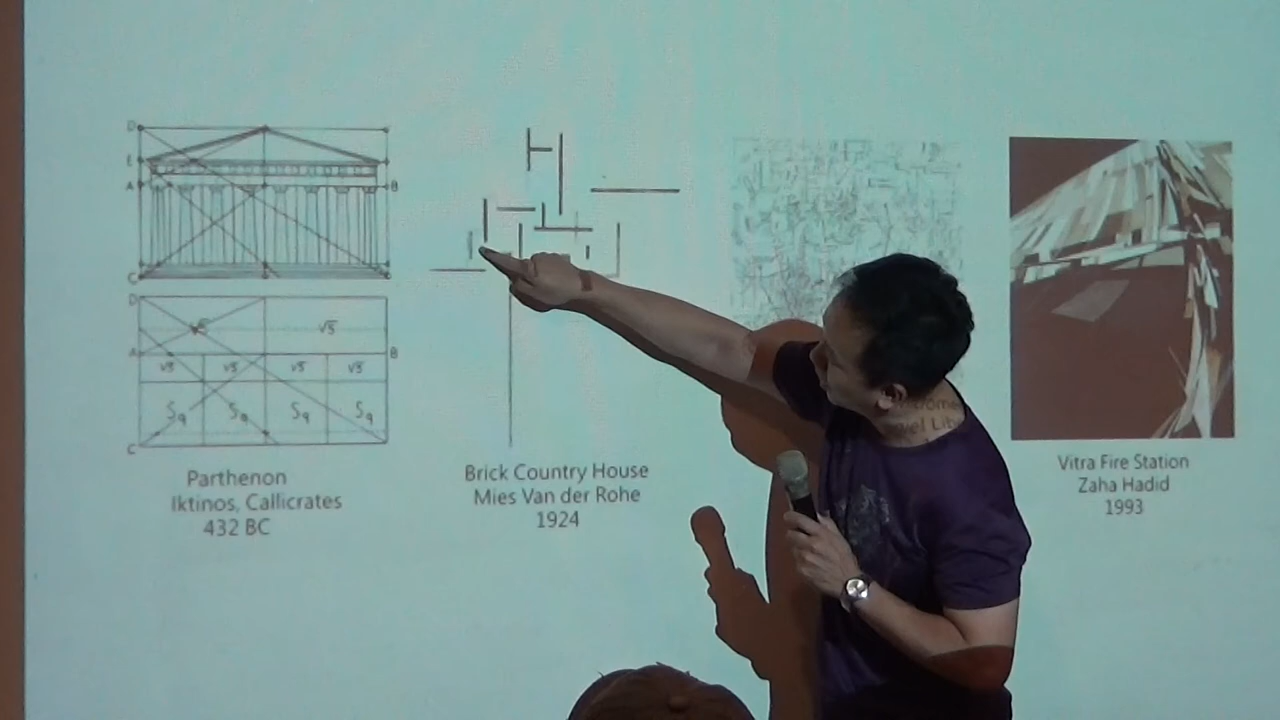 D
E
A B
C
D
√5 √5
A B
√5 √5 √5 √5
Sq Sq Sq Sq
C
Parthenon
Iktinos, Callicrates
432 BC
Brick Country House
Mies Van der Rohe
1924
Vitra Fire Station
Zaha Hadid
1993